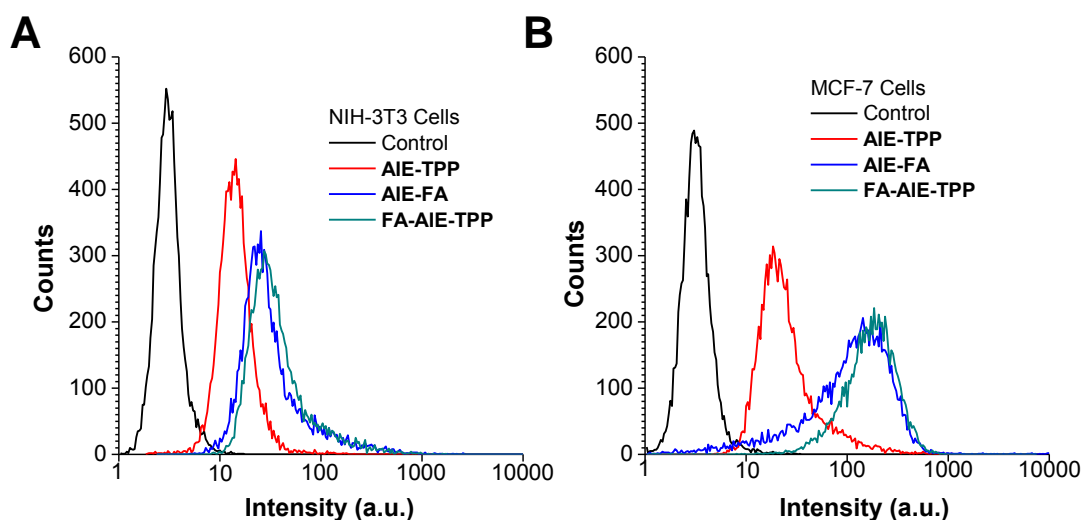 A
600
500
400
300
200
100
0
Counts
1
10
100
1000
10000
Intensity (a.u.)
NIH-3T3 Cells
Control
AIE-TPP
AIE-FA
FA-AIE-TPP
B
600
500
400
300
200
100
0
Counts
1
10
100
1000
10000
Intensity (a.u.)
MCF-7 Cells
Control
AIE-TPP
AIE-FA
FA-AIE-TPP